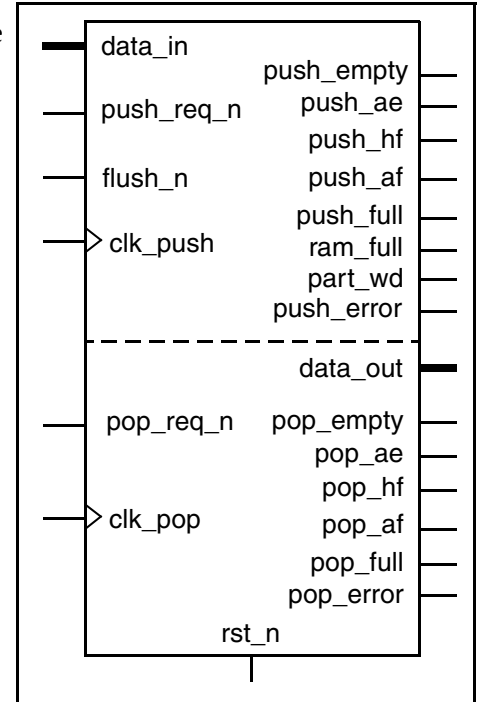 e
data_in
push_empty
push_ae
push_req_n
push_hf
flush_n
push_af
push_full
clk_push
ram_full
part_wd
push_error
data_out
pop_req_n
pop_empty
pop_ae
pop_hf
clk_pop
pop_af
pop_full
pop_error
rst_n